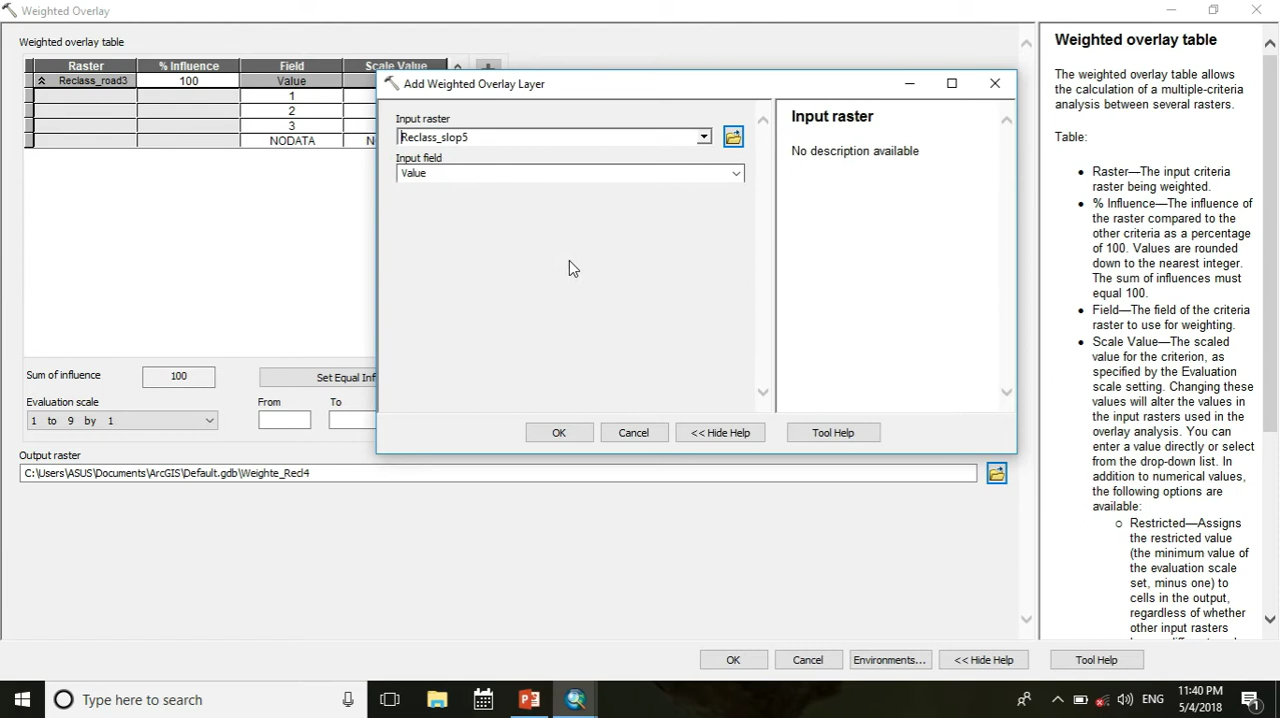 Weighted Overlay
Weighted overlay table
Raster % Influence Field Scale Value
Reclass_road3 100 Value
1
2
3
NODATA N
Sum of influence 100 Set Equal Inf
Evaluation scale From To
1 to 9 by 1
Output raster
C:\Users\ASUS\Documents\ArcGIS\Default.gdb\Weighte_Recl4
OK Cancel Environments... << Hide Help Tool Help
Add Weighted Overlay Layer
Input raster
Reclass_slop5
Input field
Value
OK Cancel << Hide Help Tool Help
Input raster
No description available
Weighted overlay table
The weighted overlay table allows
the calculation of a multiple-criteria
analysis between several rasters.
Table:
Raster—The input criteria
raster being weighted.
% Influence—The influence of
the raster compared to the
other criteria as a percentage
of 100. Values are rounded
down to the nearest integer.
The sum of influences must
equal 100.
Field—The field of the criteria
raster to use for weighting.
Scale Value—The scaled
value for the criterion, as
specified by the Evaluation
scale setting. Changing these
values will alter the values in
the input rasters used in the
overlay analysis. You can
enter a value directly or select
from the drop-down list. In
addition to numerical values,
the following options are
available:
Restricted—Assigns
the restricted value
(the minimum value of
the evaluation scale
set, minus one) to
cells in the output,
regardless of whether
other input rasters
Type here to search
ENG
11:40 PM
5/4/2018